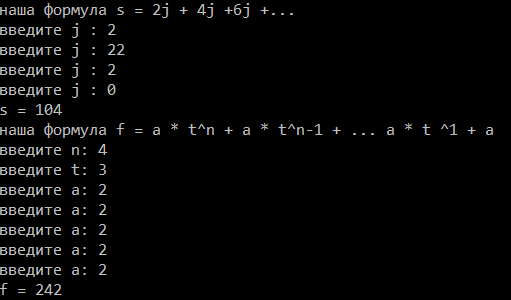 наша формула s = 2j + 4j +6j +...
введите j : 2
введите j : 22
введите j : 2
введите j : 0
s = 104
наша формула f = a * t^n + a * t^n-1 + ... a * t ^1 + a
введите n: 4
введите t: 3
введите a: 2
введите a: 2
введите a: 2
введите a: 2
введите a: 2
f = 242